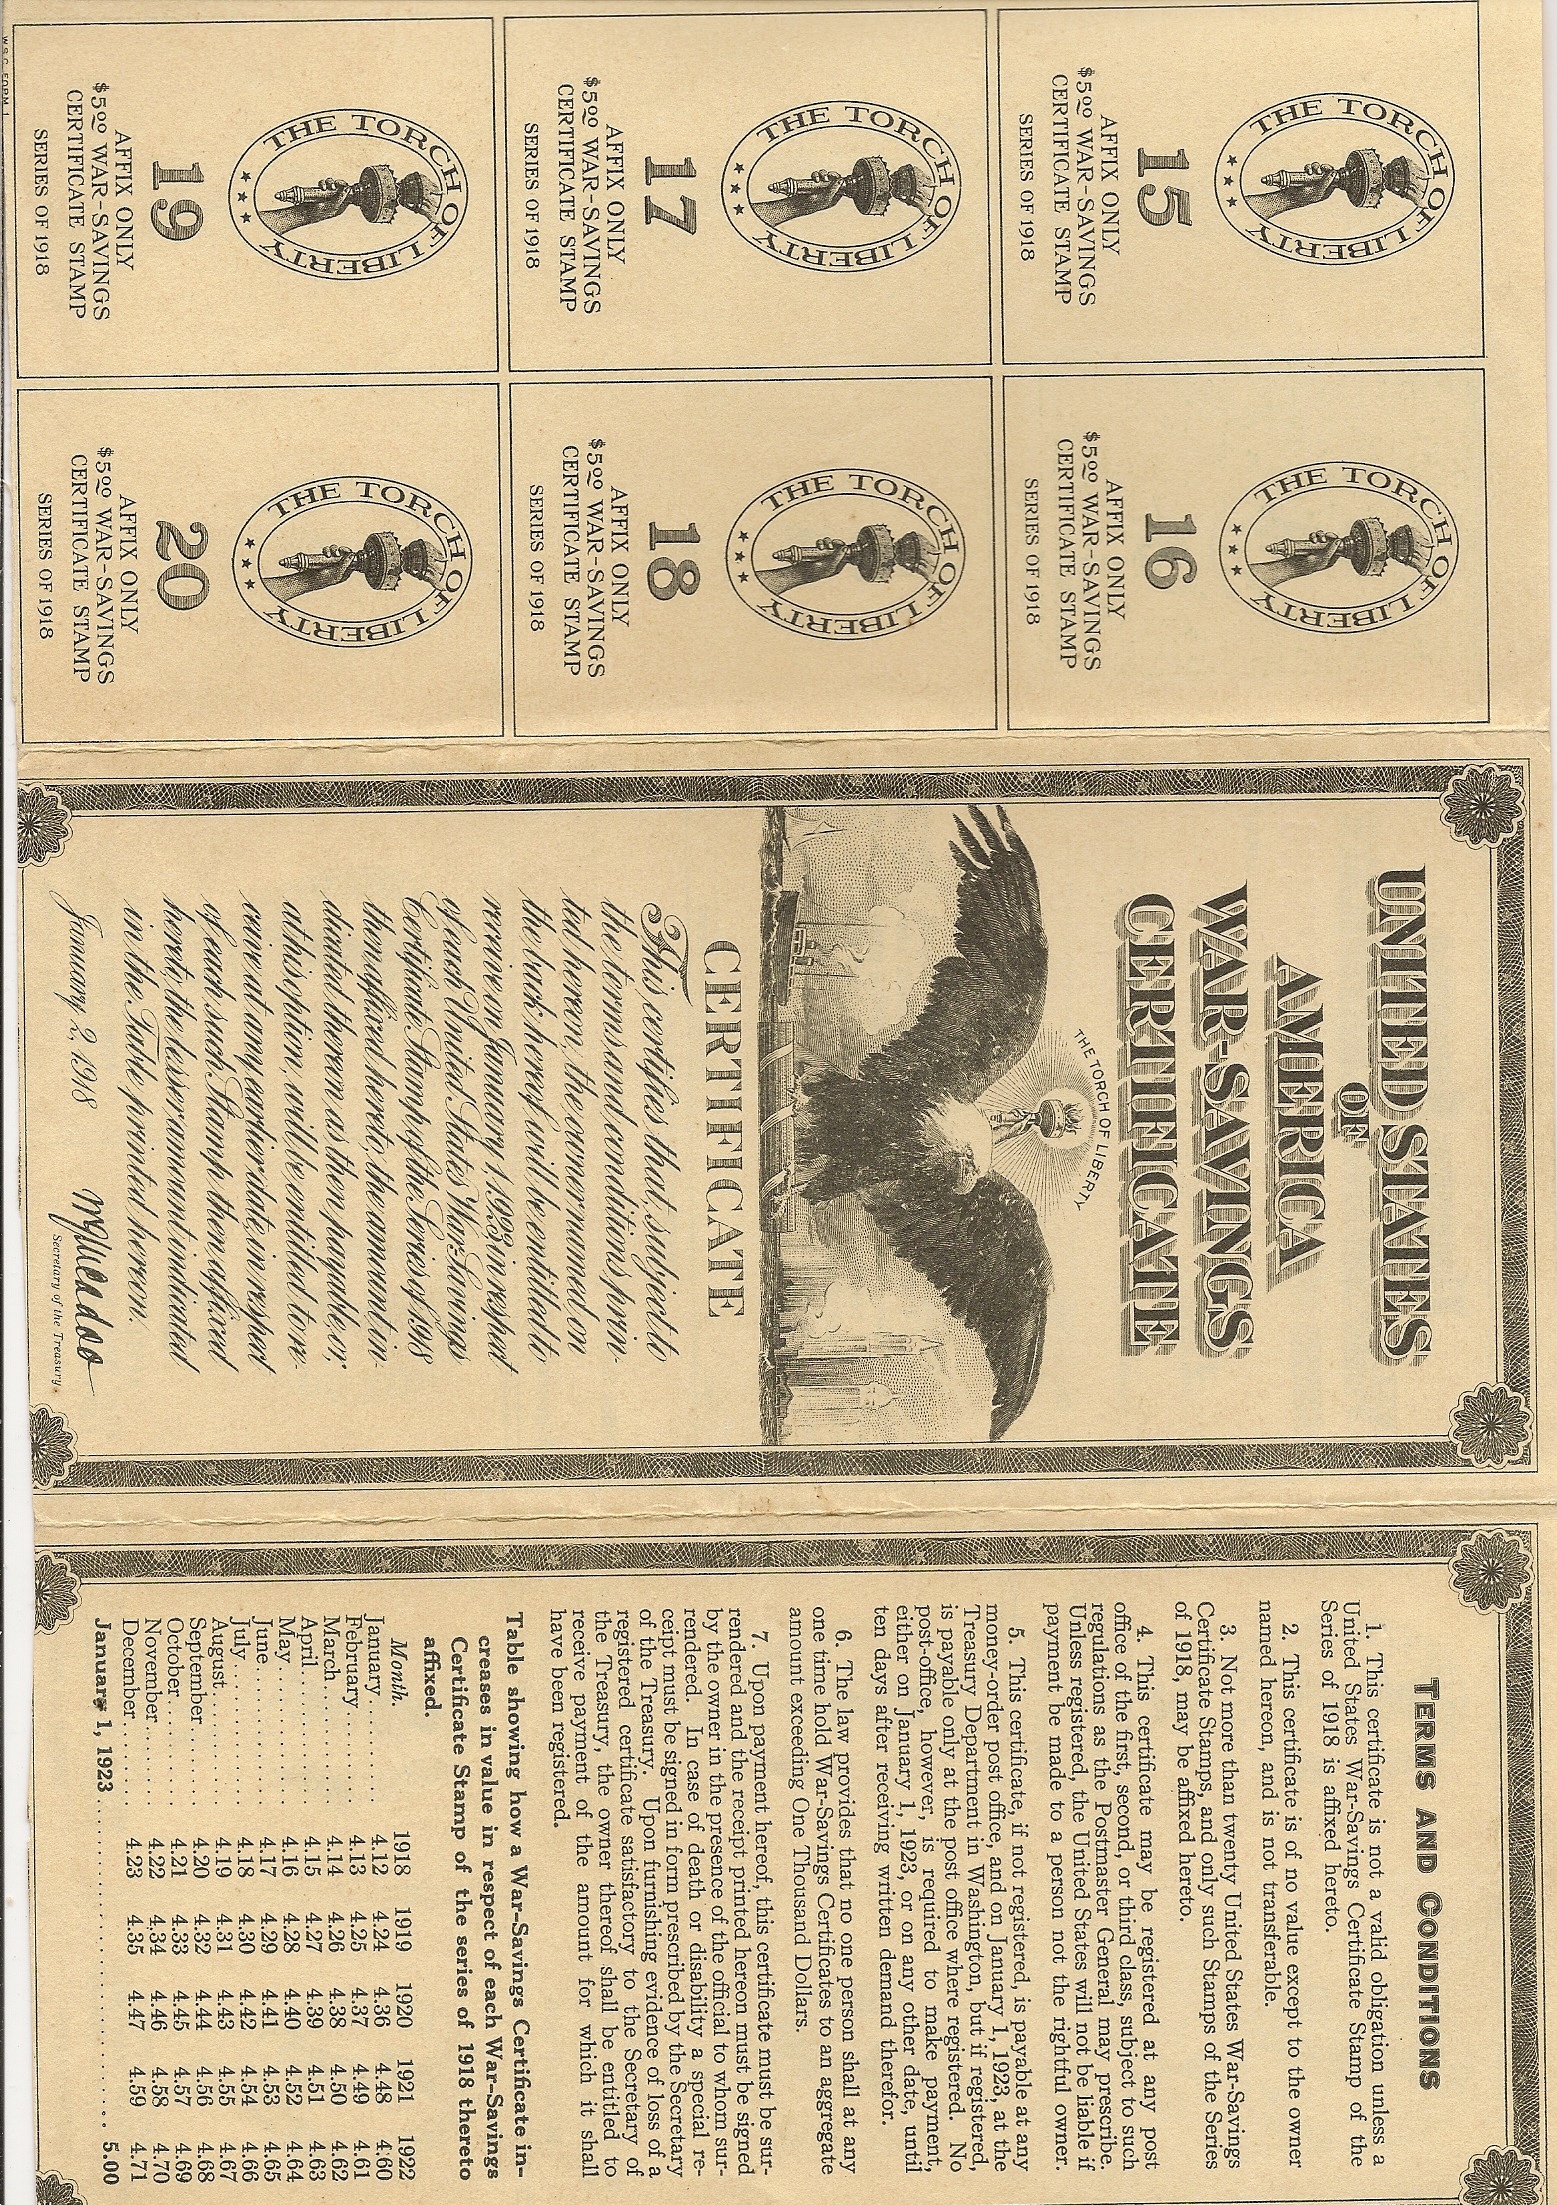 THE TORCH OF LIBERTY
15
AFFIX ONLY
$5.00 WAR-SAVINGS
CERTIFICATE STAMP
SERIES OF 1918
THE TORCH OF LIBERTY
16
AFFIX ONLY
$5.00 WAR-SAVINGS
CERTIFICATE STAMP
SERIES OF 1918
THE TORCH OF LIBERTY
17
AFFIX ONLY
$5.00 WAR-SAVINGS
CERTIFICATE STAMP
SERIES OF 1918
THE TORCH OF LIBERTY
18
AFFIX ONLY
$5.00 WAR-SAVINGS
CERTIFICATE STAMP
SERIES OF 1918
THE TORCH OF LIBERTY
19
AFFIX ONLY
$5.00 WAR-SAVINGS
CERTIFICATE STAMP
SERIES OF 1918
THE TORCH OF LIBERTY
20
AFFIX ONLY
$5.00 WAR-SAVINGS
CERTIFICATE STAMP
SERIES OF 1918
W.S.C. FORM 1
UNITED STATES
OF
AMERICA
WAR-SAVINGS
CERTIFICATE
THE TORCH OF LIBERTY
CERTIFICATE
This certifies that, subject to
the terms and conditions prin-
ted hereon, the owner named on
the back hereof will be entitled to
receive on January 1, 1923, in respect
of each United States War-Savings
Certificate Stamp of the Series of 1918
then affixed hereto, the amount in-
dicated thereon as then payable, or,
at his option, will be entitled to re-
ceive at any earlier date, in respect
of each such Stamp then affixed
hereto, the lesser amount indicated
in the Table printed hereon.
January 2, 1918
W G McAdoo
Secretary of the Treasury.
TERMS AND CONDITIONS
1. This certificate is not a valid obligation unless a
United States War-Savings Certificate Stamp of the
Series of 1918 is affixed hereto.
2. This certificate is of no value except to the owner
named hereon, and is not transferable.
3. Not more than twenty United States War-Savings
Certificate Stamps, and only such Stamps of the Series
of 1918, may be affixed hereto.
4. This certificate may be registered at any post
office of the first, second, or third class, subject to such
regulations as the Postmaster General may prescribe.
Unless registered, the United States will not be liable if
payment be made to a person not the rightful owner.
5. This certificate, if not registered, is payable at any
money-order post office, and on January 1, 1923, at the
Treasury Department in Washington, but if registered,
is payable only at the post office where registered. No
post-office, however, is required to make payment,
either on January 1, 1923, or on any other date, until
ten days after receiving written demand therefor.
6. The law provides that no one person shall at any
one time hold War-Savings Certificates to an aggregate
amount exceeding One Thousand Dollars.
7. Upon payment hereof, this certificate must be sur-
rendered and the receipt printed hereon must be signed
by the owner in the presence of the official to whom sur-
rendered. In case of death or disability a special re-
ceipt must be signed in form prescribed by the Secretary
of the Treasury. Upon furnishing evidence of loss of a
registered certificate satisfactory to the Secretary of
the Treasury, the owner thereof shall be entitled to
receive payment of the amount for which it shall
have been registered.
Table showing how a War-Savings Certificate in-
creases in value in respect of each War-Savings
Certificate Stamp of the series of 1918 thereto
affixed.
Month. 1918 1919 1920 1921 1922
January........ 4.12 4.24 4.36 4.48 4.60
February....... 4.13 4.25 4.37 4.49 4.61
March.......... 4.14 4.26 4.38 4.50 4.62
April.......... 4.15 4.27 4.39 4.51 4.63
May............ 4.16 4.28 4.40 4.52 4.64
June........... 4.17 4.29 4.41 4.53 4.65
July........... 4.18 4.30 4.42 4.54 4.66
August......... 4.19 4.31 4.43 4.55 4.67
September...... 4.20 4.32 4.44 4.56 4.68
October........ 4.21 4.33 4.45 4.57 4.69
November....... 4.22 4.34 4.46 4.58 4.70
December....... 4.23 4.35 4.47 4.59 4.71
January 1, 1923 ........................ 5.00